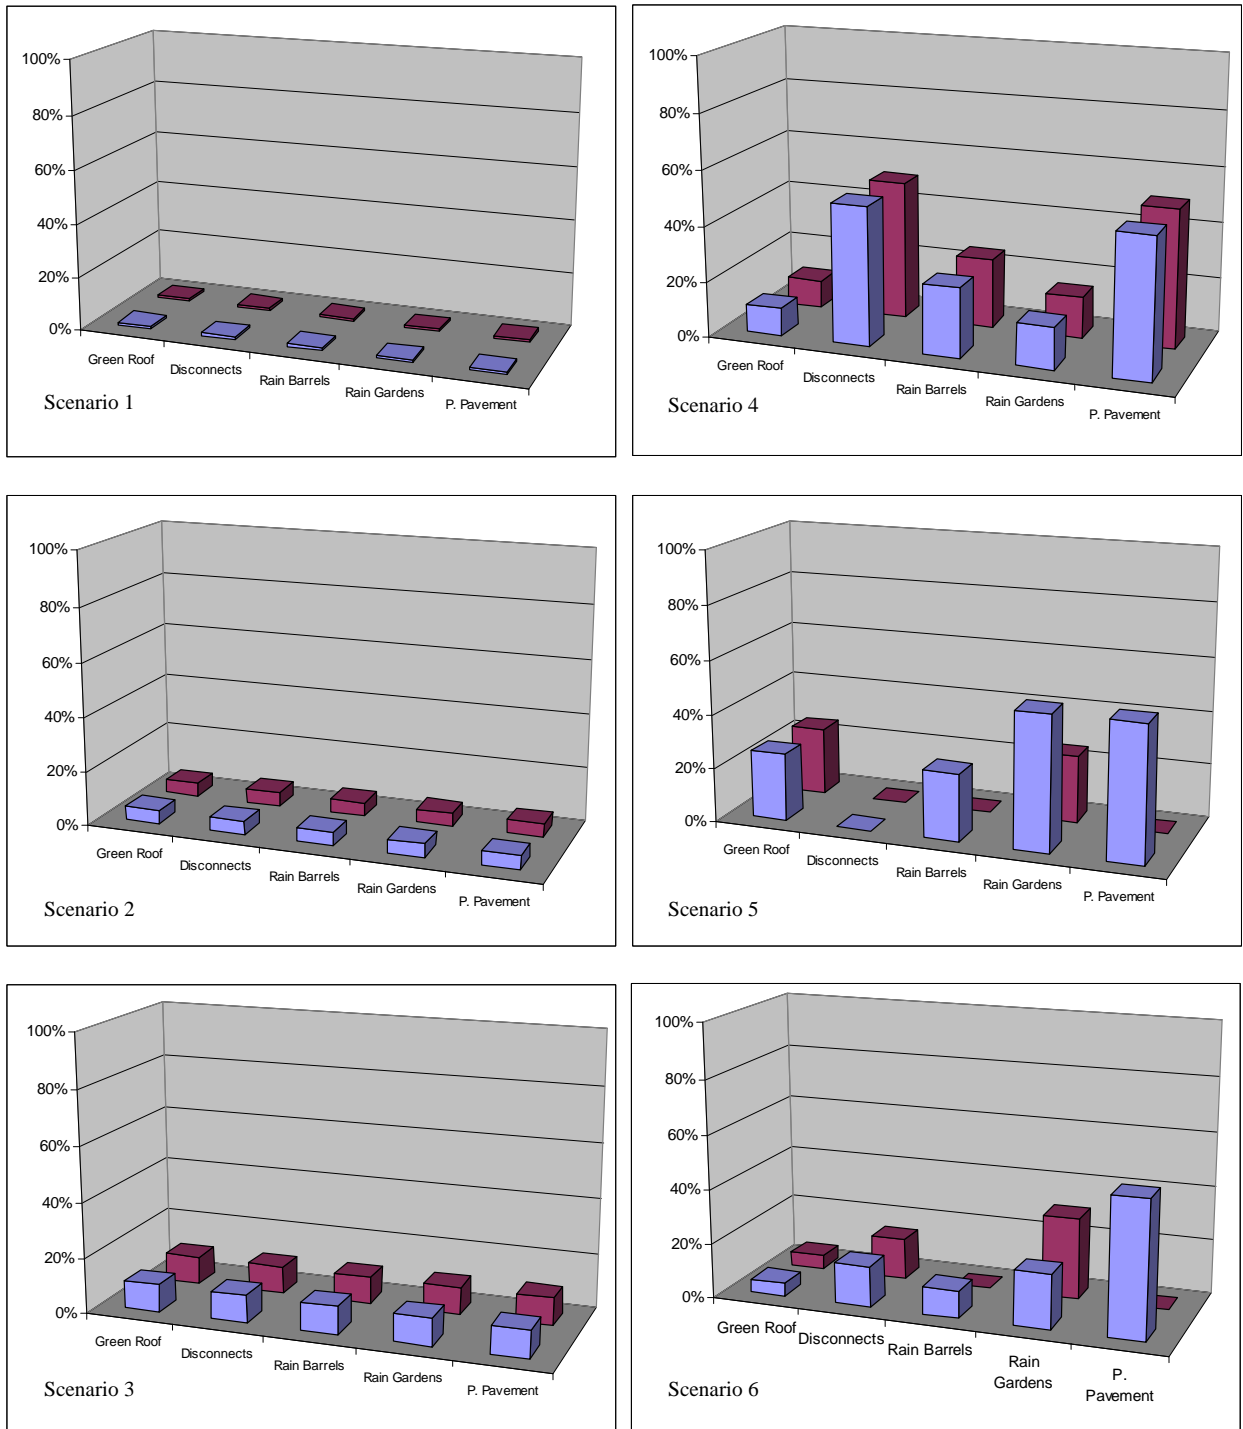 100%
80%
60%
40%
20%
0%
Green Roof
Disconnects
Rain Barrels
Rain Gardens
P. Pavement
Scenario 1
100%
80%
60%
40%
20%
0%
Green Roof
Disconnects
Rain Barrels
Rain Gardens
P. Pavement
Scenario 4
100%
80%
60%
40%
20%
0%
Green Roof
Disconnects
Rain Barrels
Rain Gardens
P. Pavement
Scenario 2
100%
80%
60%
40%
20%
0%
Green Roof
Disconnects
Rain Barrels
Rain Gardens
P. Pavement
Scenario 5
100%
80%
60%
40%
20%
0%
Green Roof
Disconnects
Rain Barrels
Rain Gardens
P. Pavement
Scenario 3
100%
80%
60%
40%
20%
0%
Green Roof
Disconnects
Rain Barrels
Rain
Gardens
P.
Pavement
Scenario 6